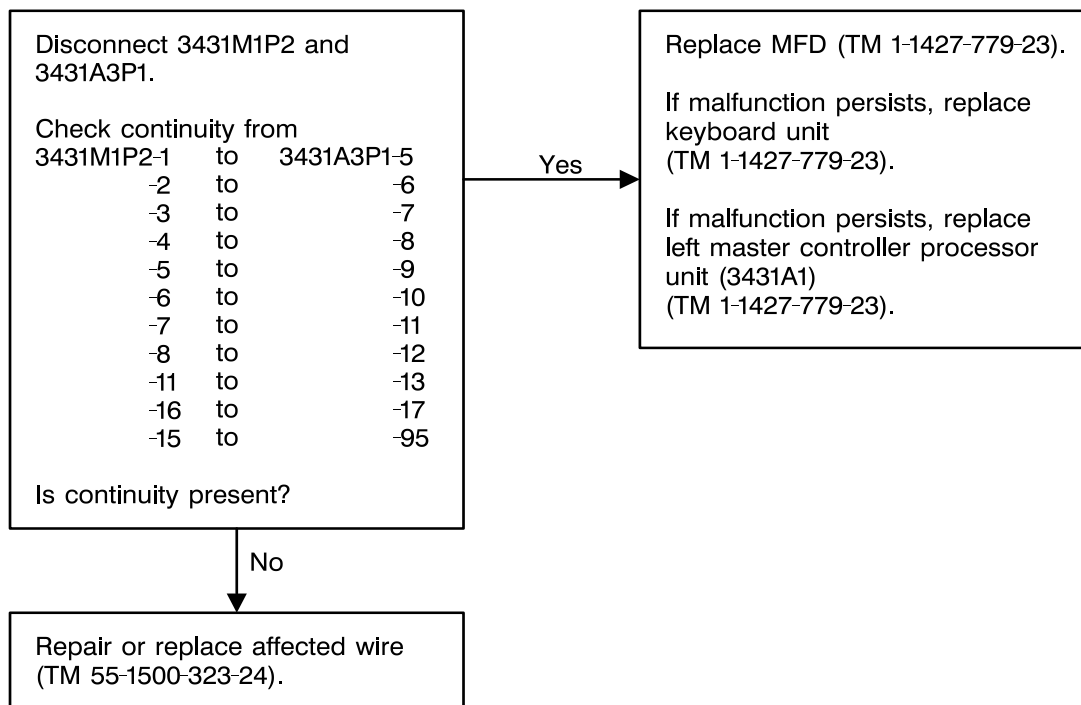 Disconnect 3431M1P2 and
3431A3P1.
Check continuity from
3431M1P2-1 to 3431A3P1-5
-2 to -6
-3 to -7
-4 to -8
-5 to -9
-6 to -10
-7 to -11
-8 to -12
-11 to -13
-16 to -17
-15 to -95
Is continuity present?
Yes
Replace MFD (TM 1-1427-779-23).
If malfunction persists, replace
keyboard unit
(TM 1-1427-779-23).
If malfunction persists, replace
left master controller processor
unit (3431A1)
(TM 1-1427-779-23).
No
Repair or replace affected wire
(TM 55-1500-323-24).